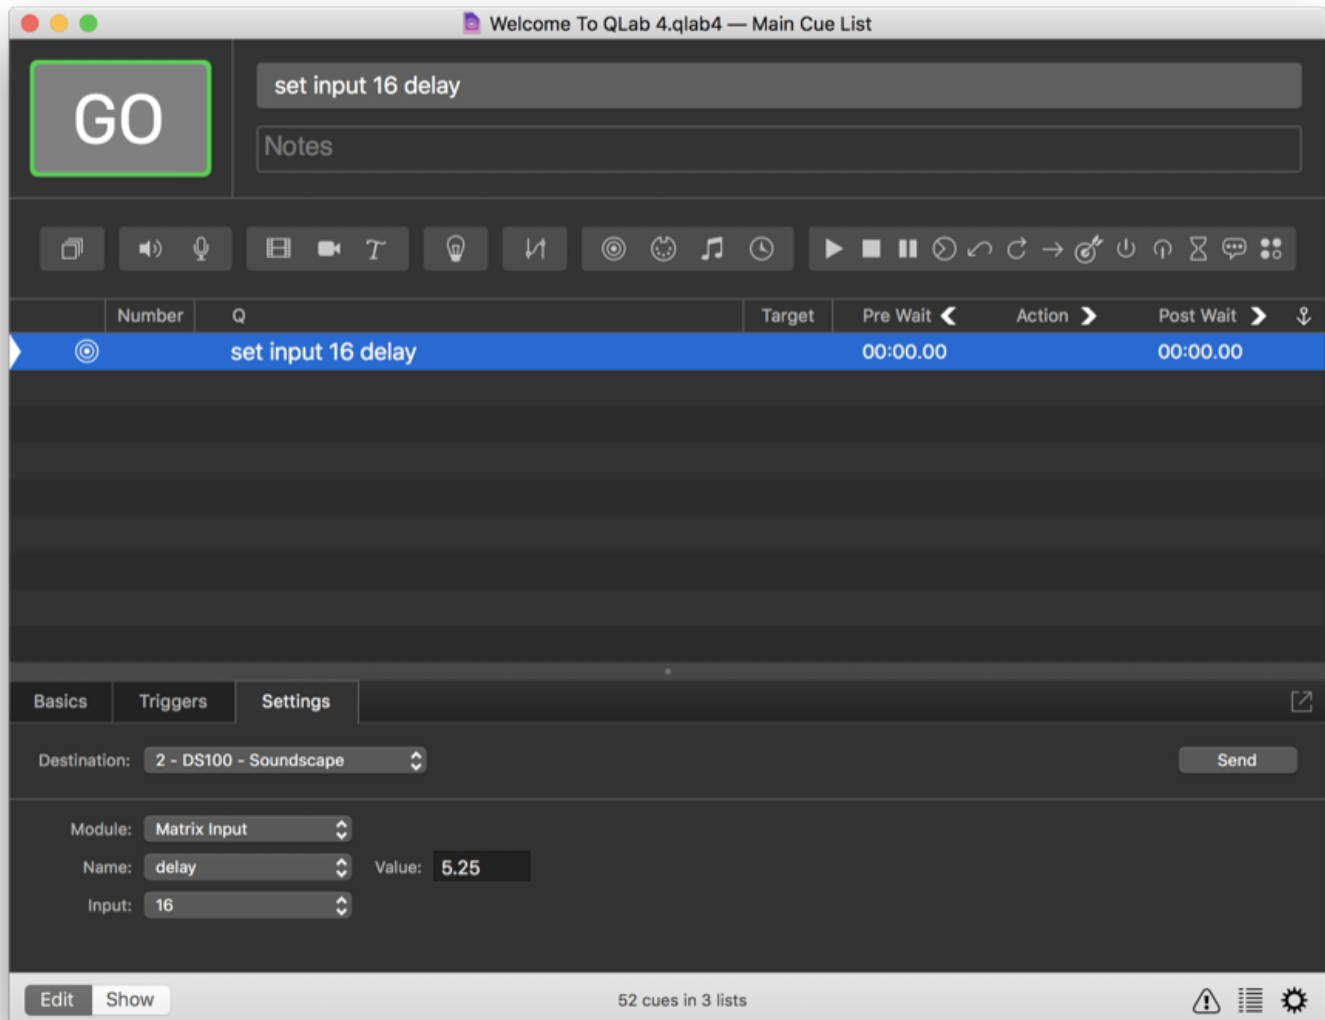 Welcome To QLab 4.qlab4 — Main Cue List
GO
set input 16 delay
Notes
Number Q Target Pre Wait Action Post Wait
set input 16 delay 00:00.00 00:00.00
Basics Triggers Settings
Destination: 2 - DS100 - Soundscape Send
Module: Matrix Input
Name: delay Value: 5.25
Input: 16
Edit Show 52 cues in 3 lists